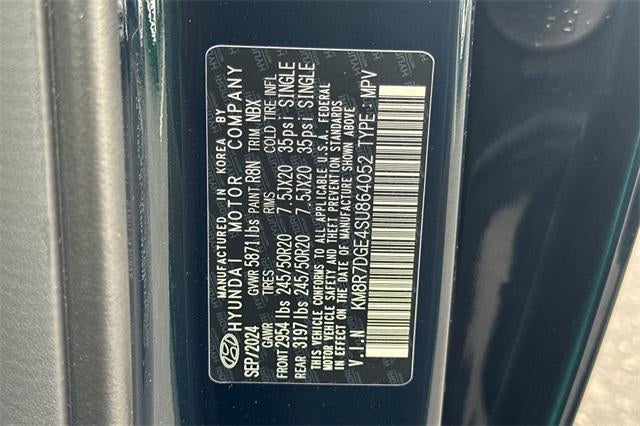 MANUFACTURED IN KOREA BY
HYUNDAI MOTOR COMPANY
SEP/2024 GVWR 5871 lbs PAINT R8N TRIM NBX
GAWR TIRES RIMS COLD TIRE INFL
FRONT 2954 lbs 245/50R20 7.5JX20 35psi SINGLE
REAR 3197 lbs 245/50R20 7.5JX20 35psi SINGLE
THIS VEHICLE CONFORMS TO ALL APPLICABLE U.S.A. FEDERAL
MOTOR VEHICLE SAFETY AND BUMPER STANDARDS
IN EFFECT ON THE DATE OF MANUFACTURE SHOWN ABOVE
V.I.N KM8R7DGE4SU864052 TYPE : MPV